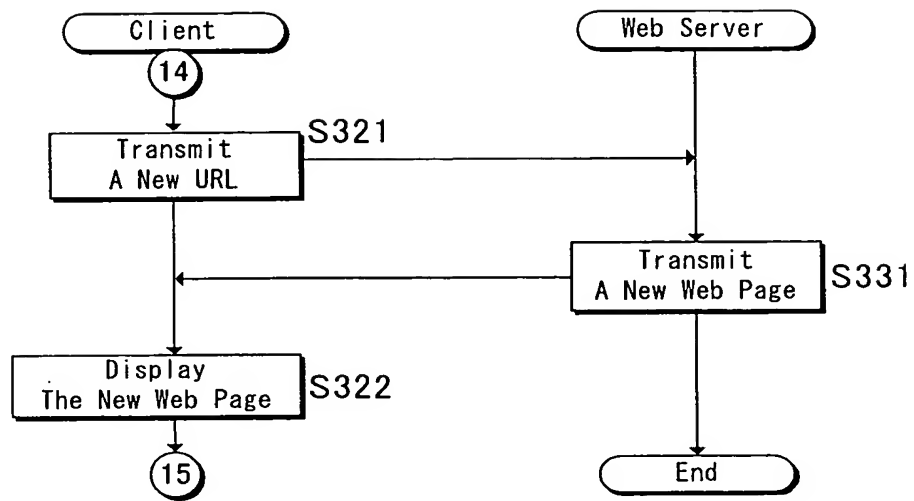 Client
Web Server
14
S321
Transmit
A New URL
Transmit
A New Web Page
S331
Display
The New Web Page
S322
15
End